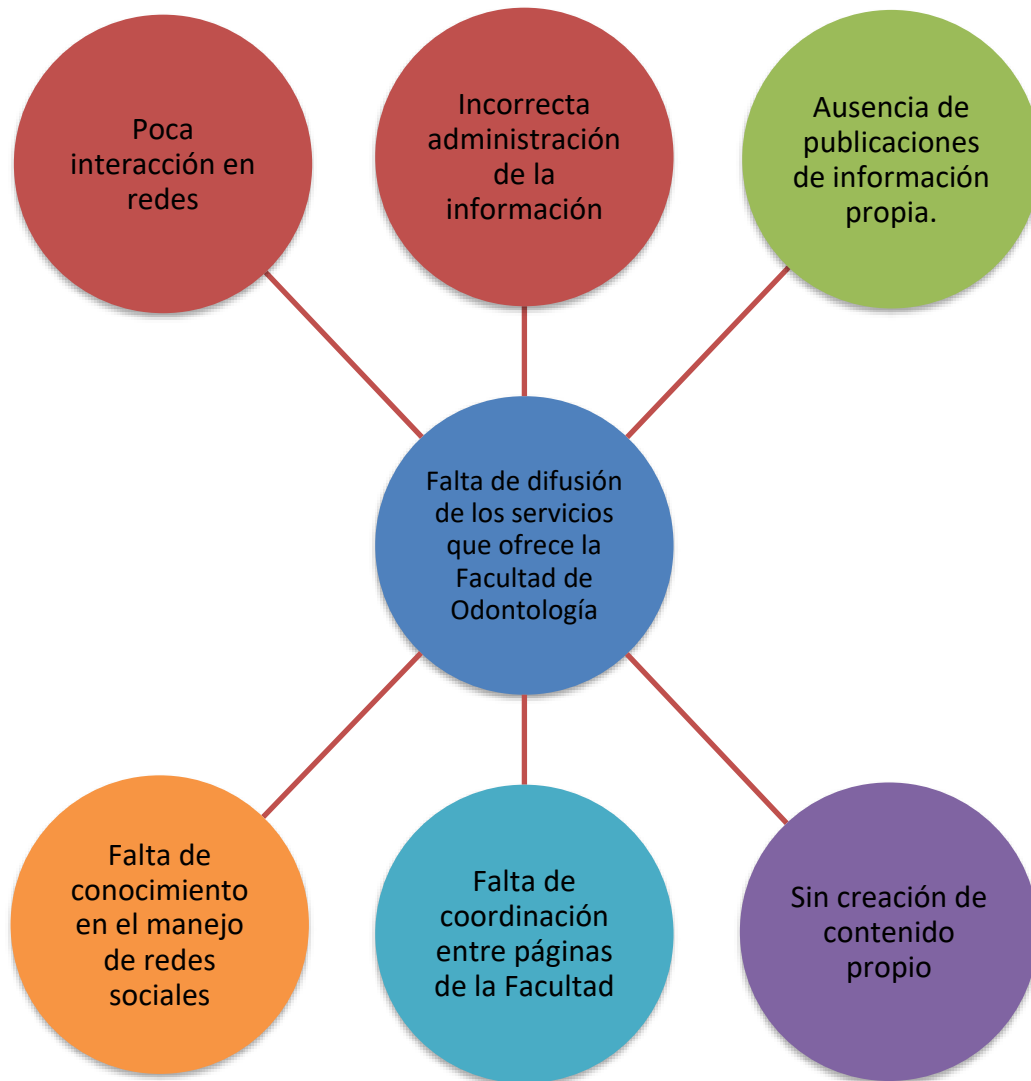 Poca
interacción en
redes
Incorrecta
administración
de la
información
Ausencia de
publicaciones
de información
propia.
Falta de difusión
de los servicios
que ofrece la
Facultad de
Odontología
Falta de
conocimiento
en el manejo
de redes
sociales
Falta de
coordinación
entre páginas
de la Facultad
Sin creación de
contenido
propio